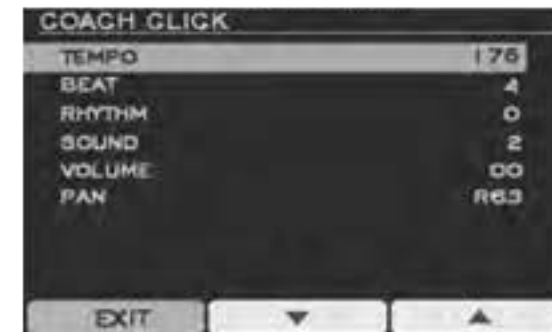 COACH CLICK
TEMPO 176
BEAT 4
RHYTHM 0
SOUND 2
VOLUME 00
PAN R63
EXIT ▼ ▲